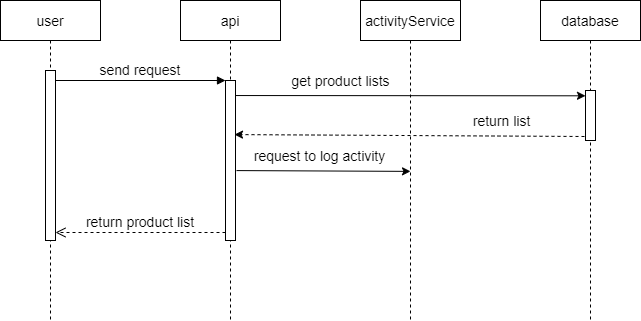 user
api
activityService
database
send request
get product lists
return list
request to log activity
return product list